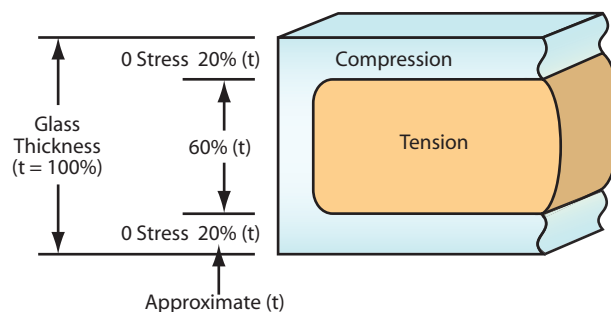 0 Stress 20% (t)
Compression
Glass
Thickness
(t = 100%)
60% (t)
Tension
0 Stress 20% (t)
Approximate (t)